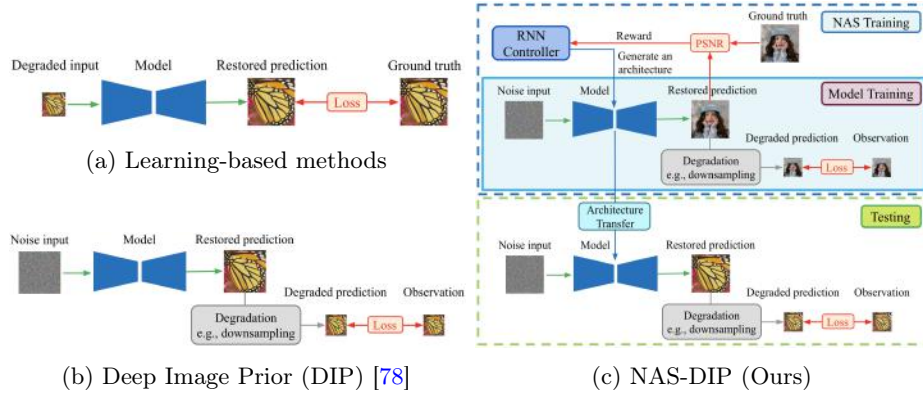 Degraded input
Model
Restored prediction
Ground truth
Loss
(a) Learning-based methods
Noise input
Model
Restored prediction
Degradation
e.g., downsampling
Degraded prediction
Observation
Loss
(b) Deep Image Prior (DIP) [78]
NAS Training
RNN
Controller
Reward
PSNR
Ground truth
Generate an
architecture
Model Training
Noise input
Model
Restored prediction
Degradation
e.g., downsampling
Degraded prediction
Observation
Loss
Architecture
Transfer
Testing
Noise input
Model
Restored prediction
Degradation
e.g., downsampling
Degraded prediction
Observation
Loss
(c) NAS-DIP (Ours)